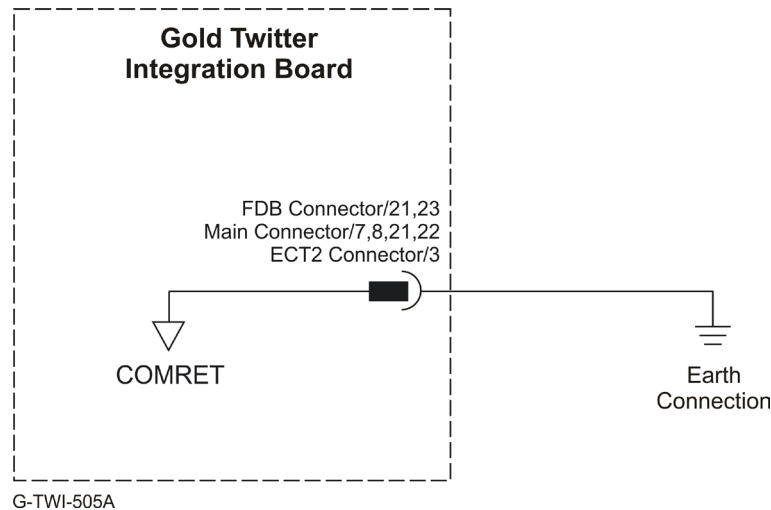 Gold Twitter
Integration Board
FDB Connector/21,23
Main Connector/7,8,21,22
ECT2 Connector/3
COMRET
Earth
Connection
G-TWI-505A